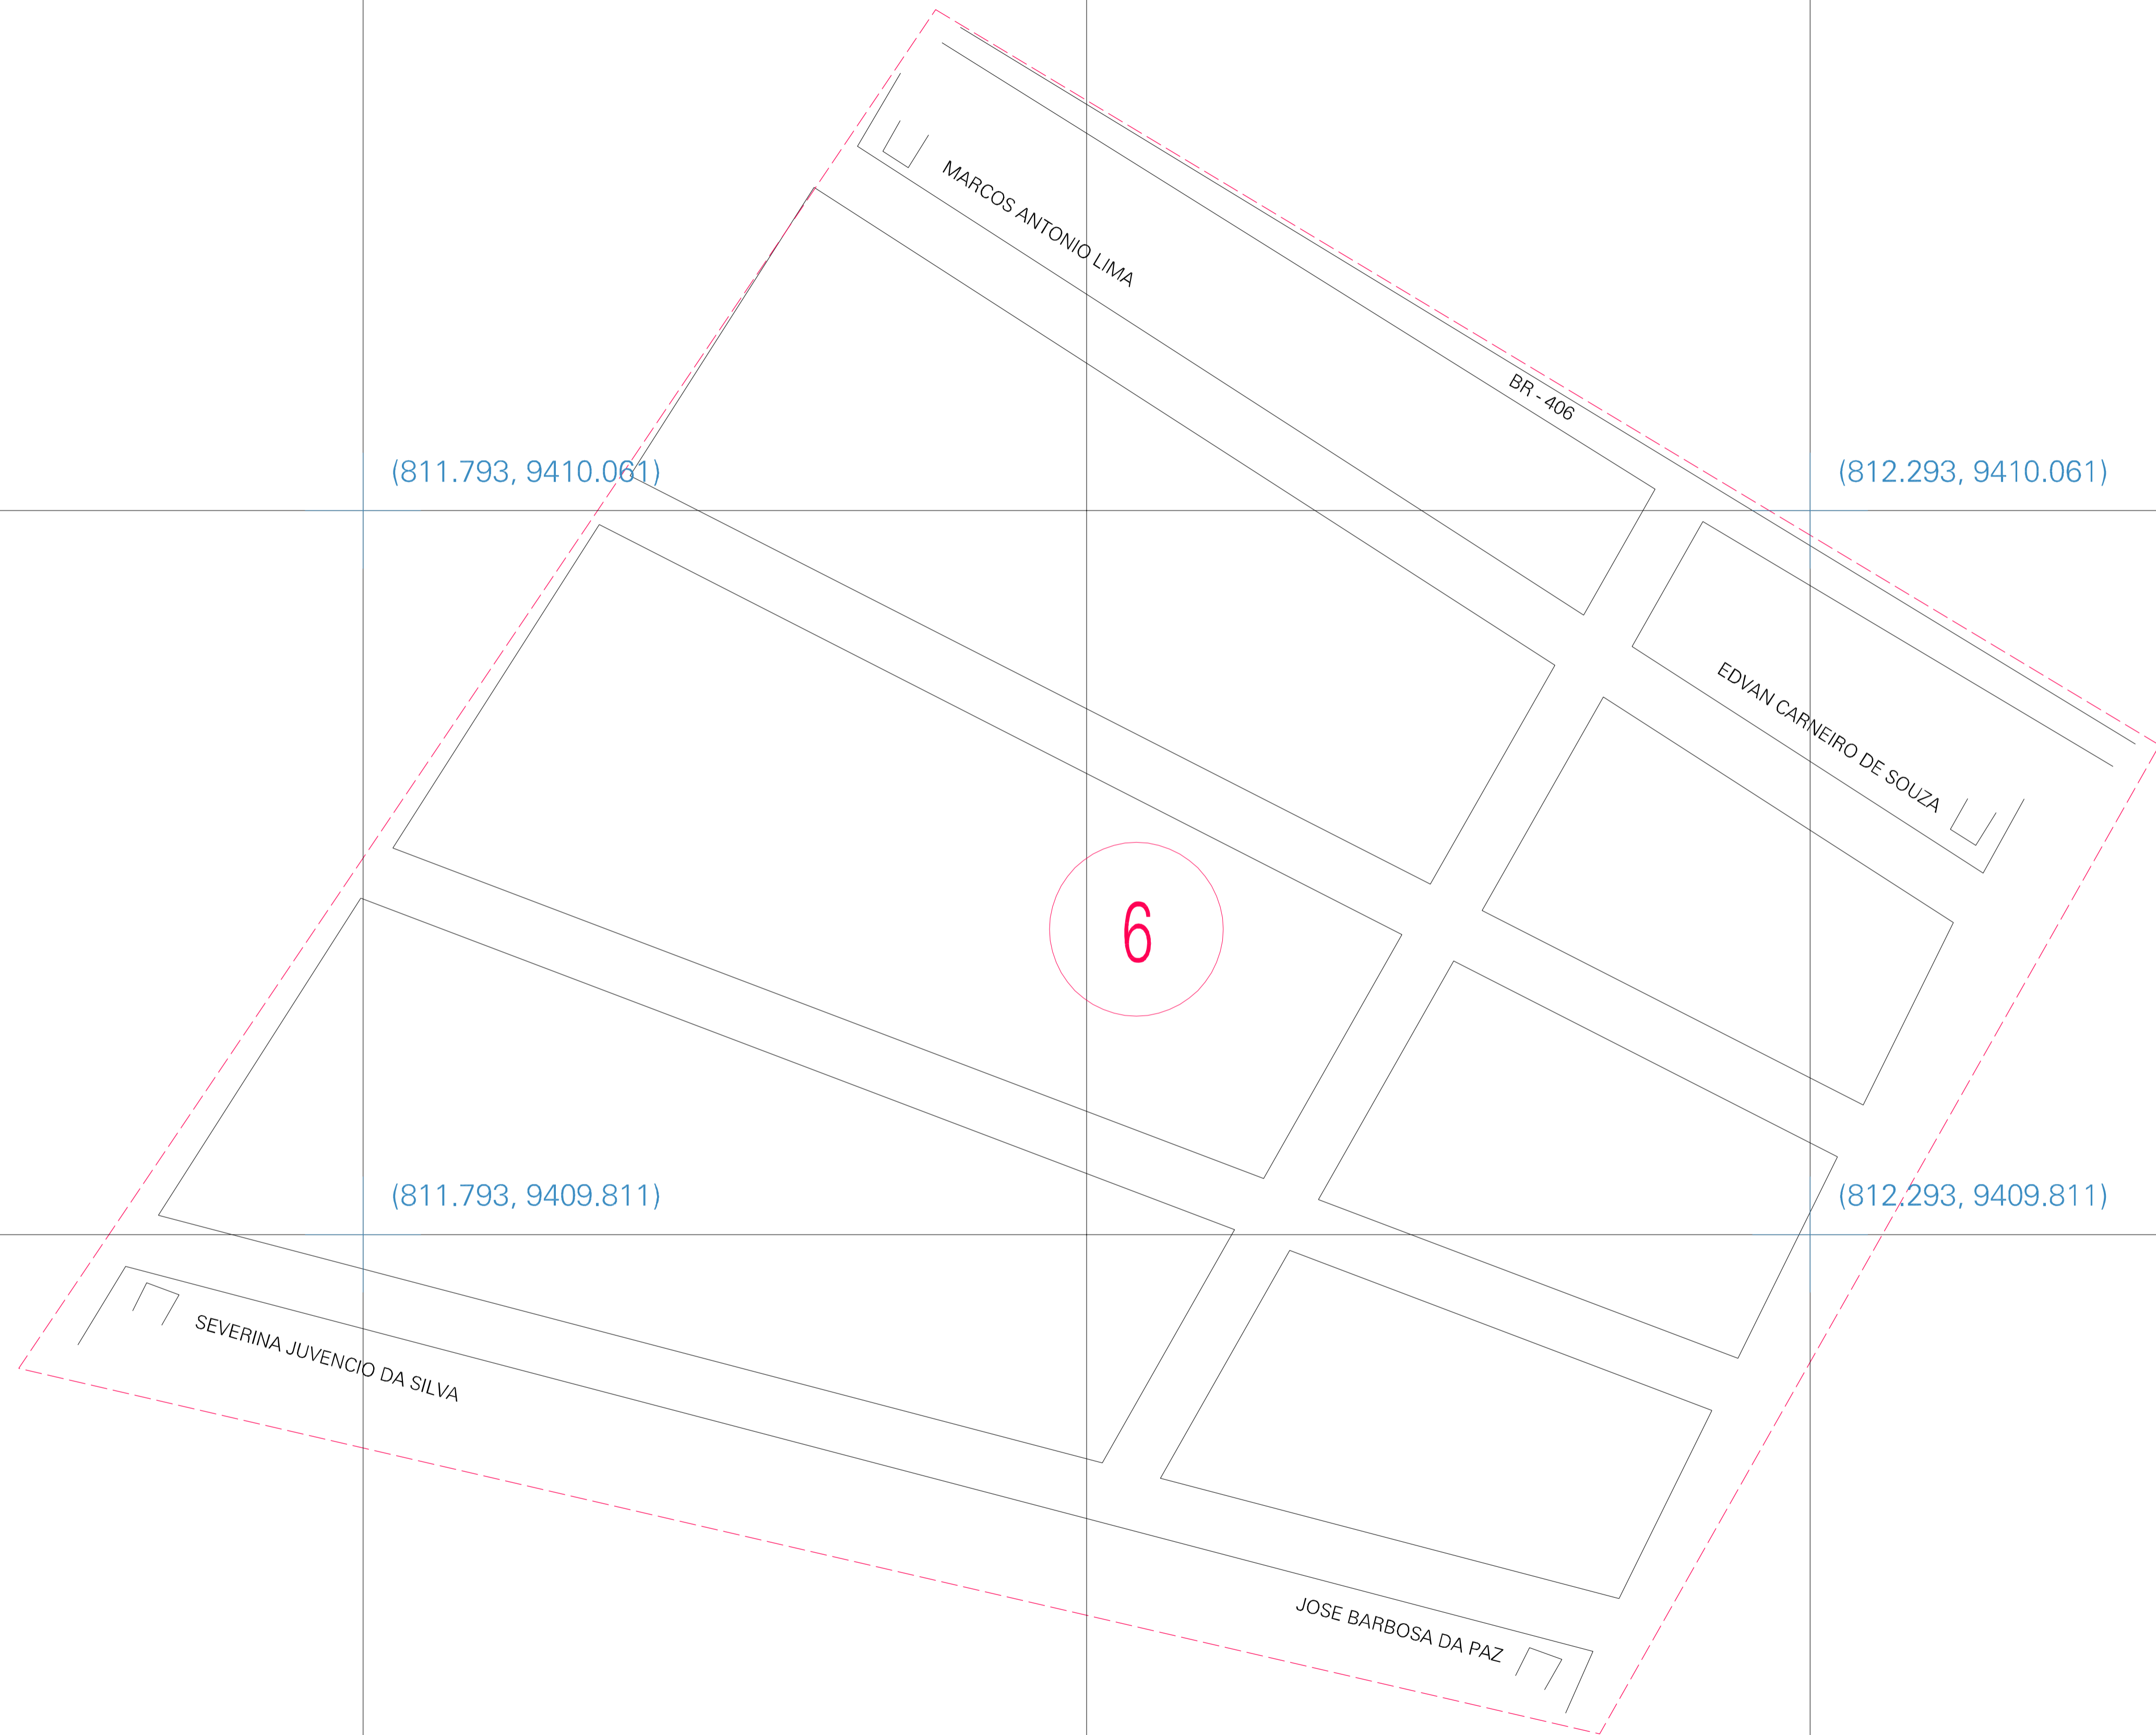 MARCOS ANTONIO LIMA
BR - 406
(811.793, 9410.061)
(812.293, 9410.061)
EDVAN CARNEIRO DE SOUZA
6
(811.793, 9409.811)
(812.293, 9409.811)
SEVERINA JUVENCIO DA SILVA
JOSE BARBOSA DA PAZ